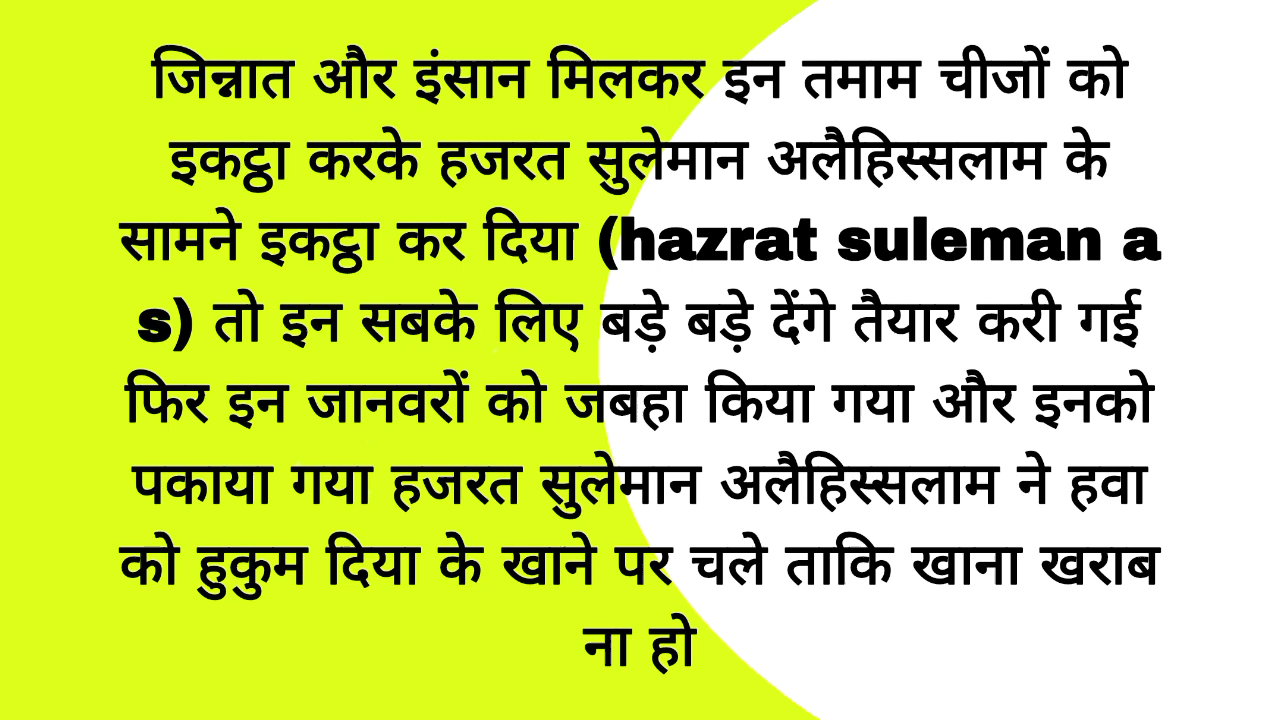 जिन्नात और इंसान मिलकर इन तमाम चीजों को
इकट्ठा करके हजरत सुलेमान अलैहिस्सलाम के
सामने इकट्ठा कर दिया (hazrat suleman a
s) तो इन सबके लिए बड़े बड़े देंगे तैयार करी गई
फिर इन जानवरों को जबहा किया गया और इनको
पकाया गया हजरत सुलेमान अलैहिस्सलाम ने हवा
को हुकुम दिया के खाने पर चले ताकि खाना खराब
ना हो